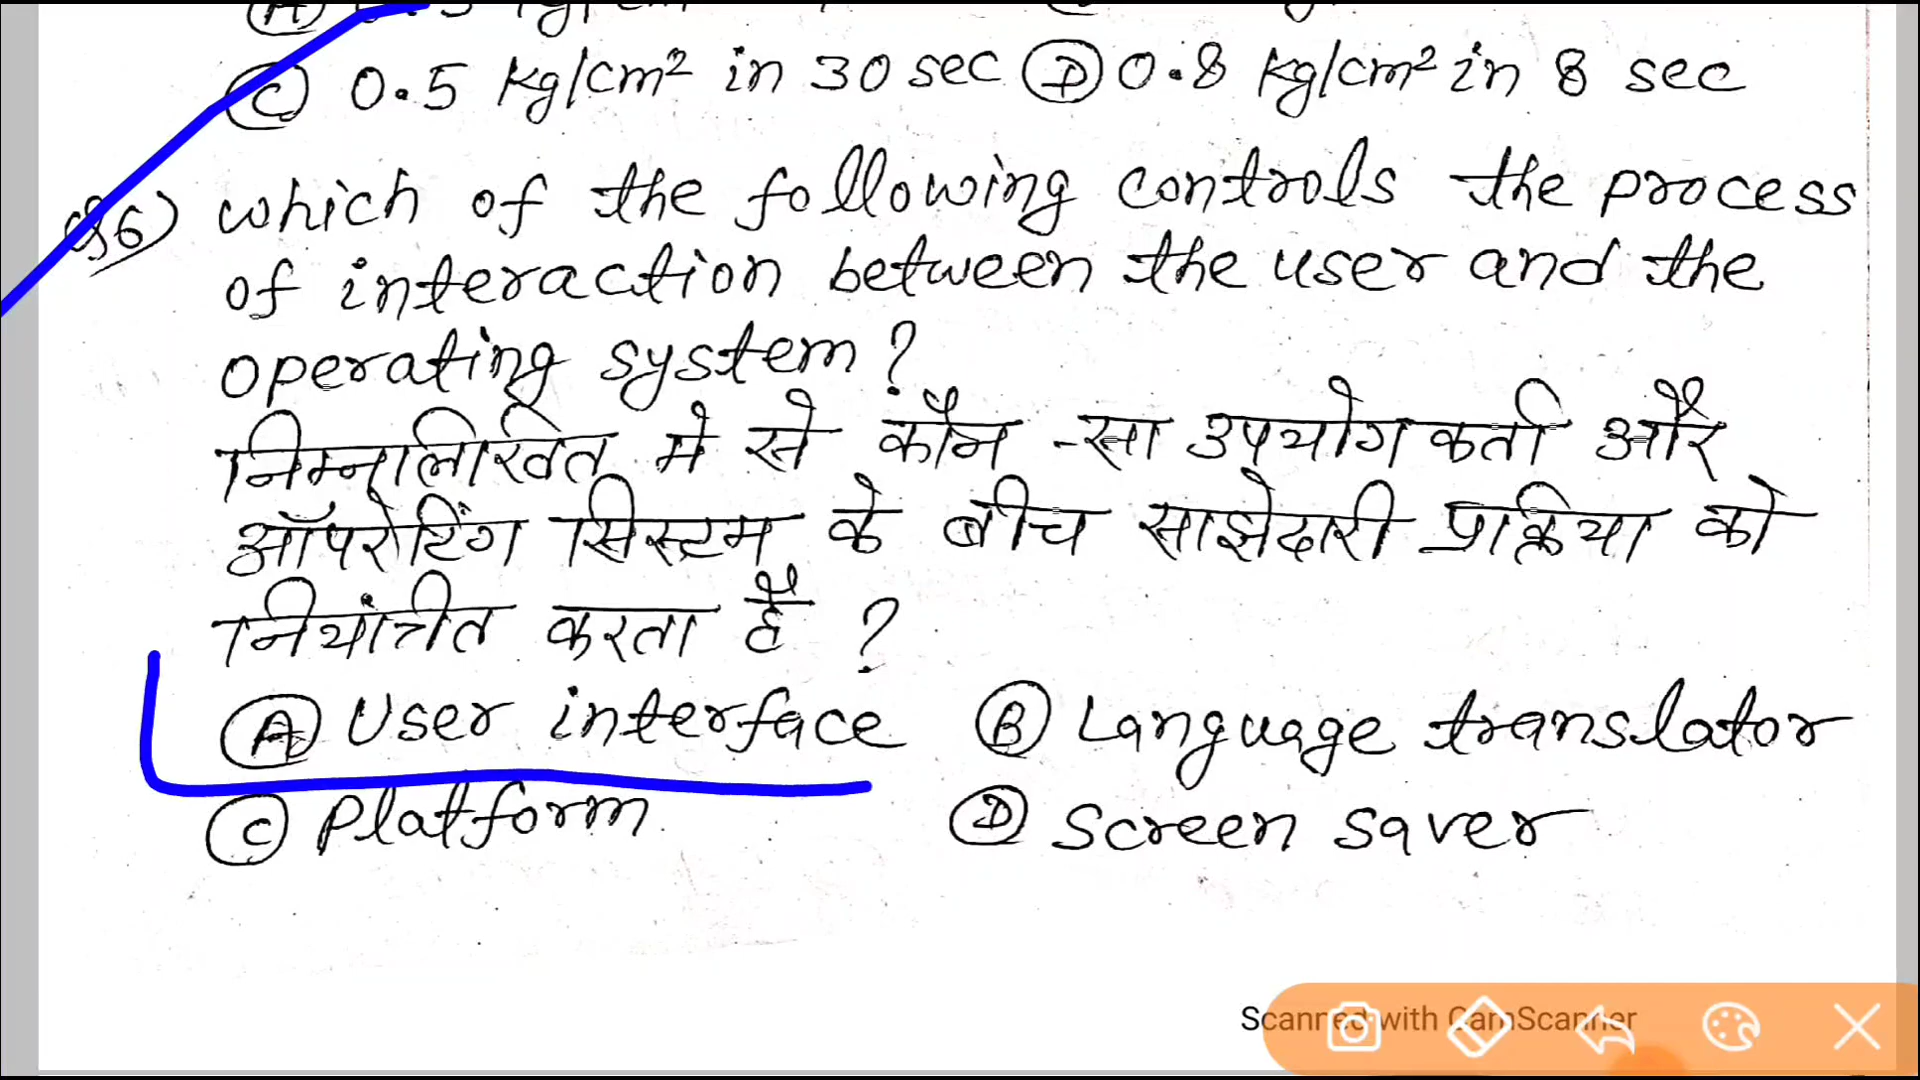 Ⓒ 0.5 kg/cm² in 30 sec Ⓓ 0.8 kg/cm² in 8 sec
Q6) which of the following controls the process
of interaction between the user and the
operating system ?
निम्नालिखित मे से कौन -सा उपयोग कर्ता और
ऑपरेटिंग सिस्टम के बीच साझेदारी प्रक्रिया को
नियांत्रीत करता है ?
Ⓐ User interface Ⓑ Language translator
Ⓒ Platform Ⓓ Screen saver
Scanned with CamScanner